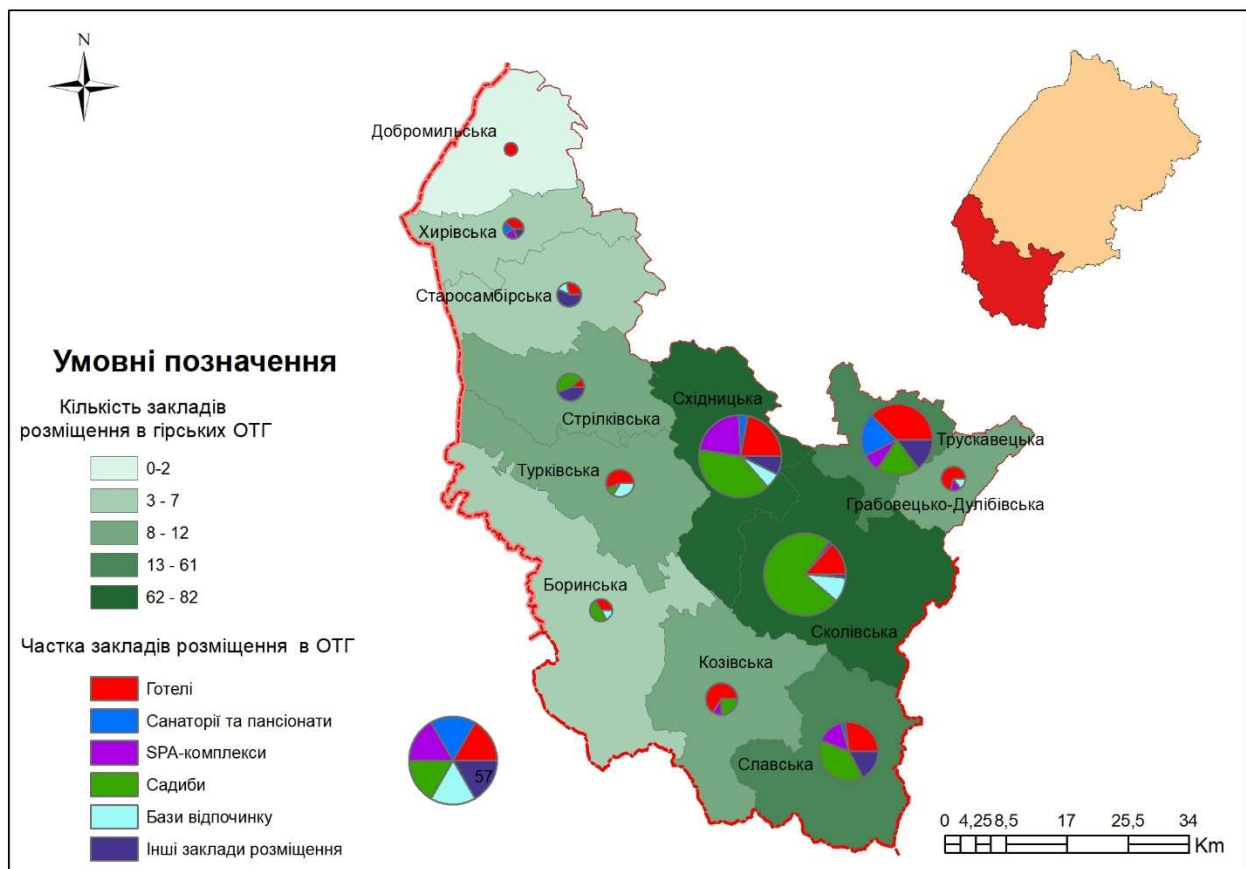 N
Добромильська
Хирівська
Старосамбірська
Стрілківська
Східницька
Трускавецька
Турківська
Грабовецько-Дулібівська
Боринська
Сколівська
Козівська
Славська
Умовні позначення
Кількість закладів
розміщення в гірських ОТГ
0-2
3 - 7
8 - 12
13 - 61
62 - 82
Частка закладів розміщення в ОТГ
Готелі
Санаторії та пансіонати
SPA-комплекси
Садиби
Бази відпочинку
Інші заклади розміщення
57
0 4,25 8,5 17 25,5 34
Km